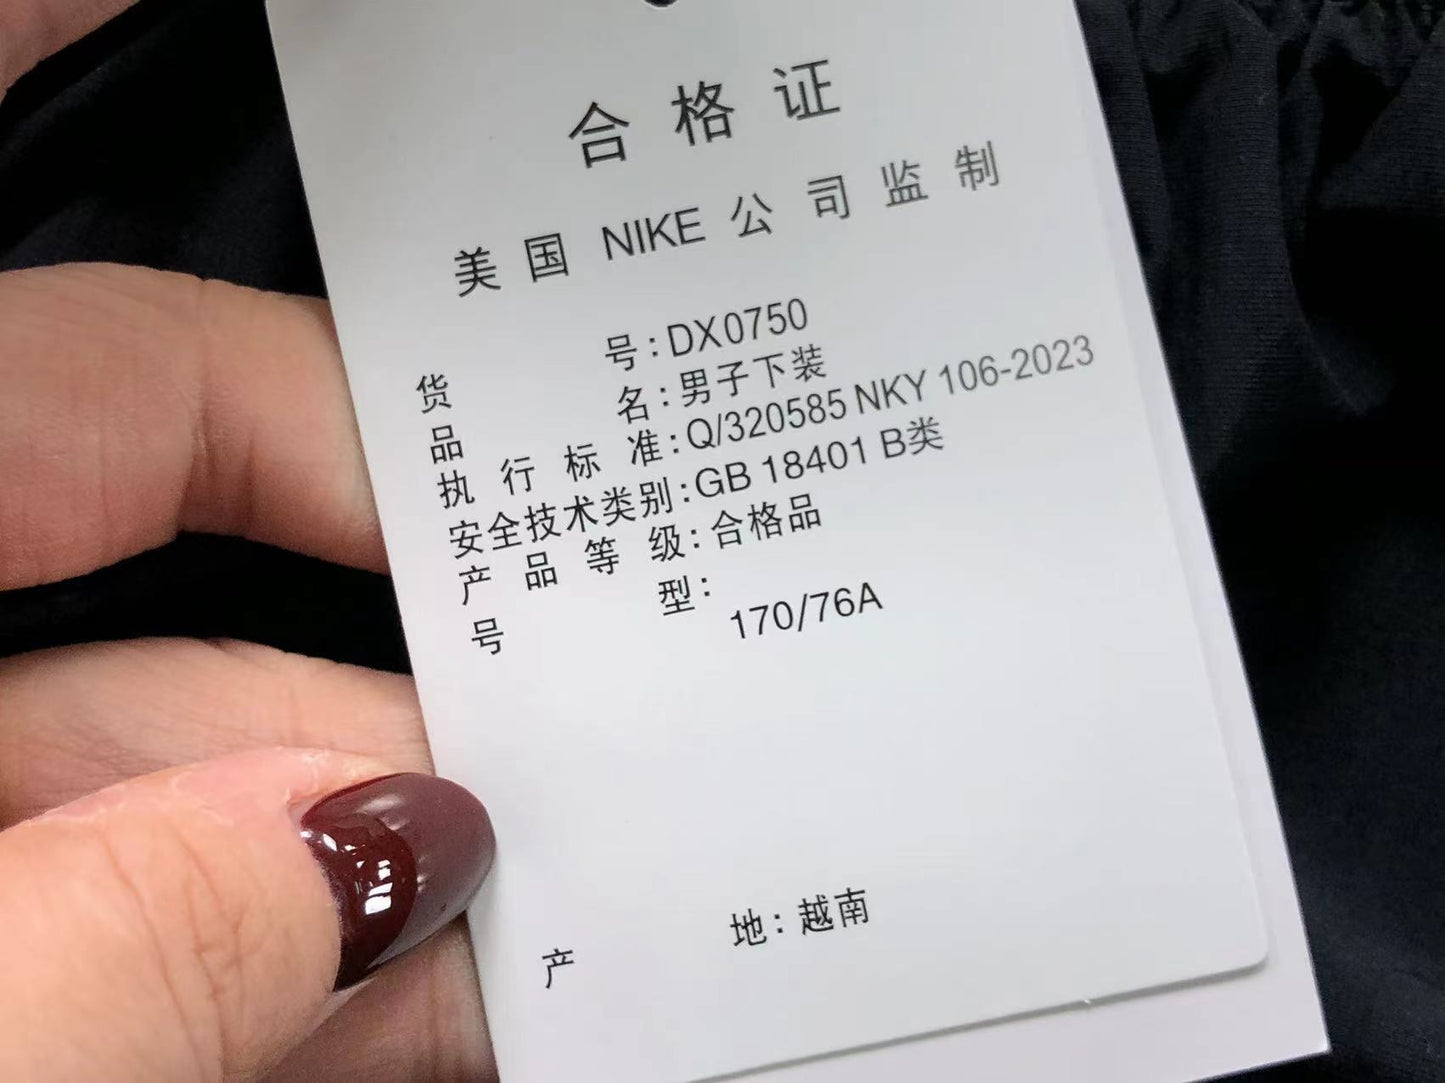 合格证
美国 NIKE 公司监制
货号:DX0750
品名:男子下装
执行标准:Q/320585 NKY 106-2023
安全技术类别:GB 18401 B类
产品等级:合格品
号型:
170/76A
产地:越南